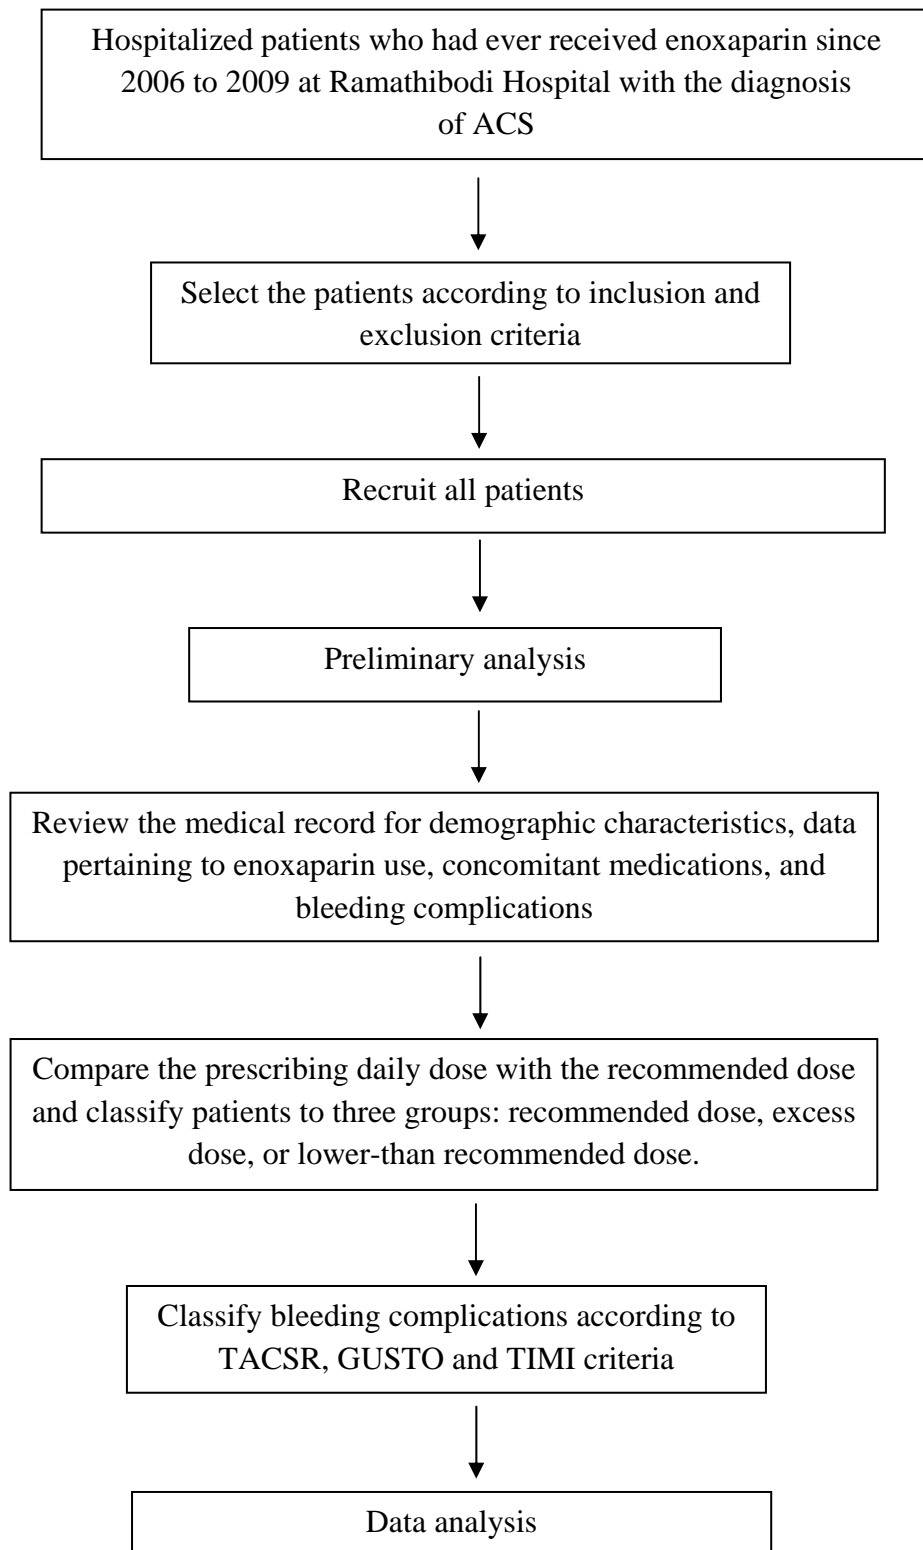 Hospitalized patients who had ever received enoxaparin since
2006 to 2009 at Ramathibodi Hospital with the diagnosis
of ACS
Select the patients according to inclusion and
exclusion criteria
Recruit all patients
Preliminary analysis
Review the medical record for demographic characteristics, data
pertaining to enoxaparin use, concomitant medications, and
bleeding complications
Compare the prescribing daily dose with the recommended dose
and classify patients to three groups: recommended dose, excess
dose, or lower-than recommended dose.
Classify bleeding complications according to
TACSR, GUSTO and TIMI criteria
Data analysis